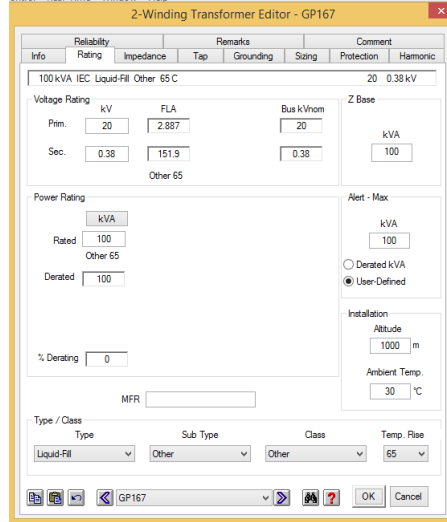 2-Winding Transformer Editor - GP167
Reliability Remarks Comment
Info Rating Impedance Tap Grounding Sizing Protection Harmonic
100 kVA IEC Liquid-Fill Other 65 C 20 0.38 kV
Voltage Rating Z Base
kV FLA Bus kVnom
Prim. 20 2.887 20
kVA
Sec. 0.38 151.9 0.38 100
Other 65
Power Rating Alert - Max
kVA kVA
Rated 100 100
Other 65
Derated kVA
Derated 100
User-Defined
Installation
Altitude
1000 m
% Derating 0
Ambient Temp.
30 °C
MFR
Type / Class
Type Sub Type Class Temp. Rise
Liquid-Fill Other Other 65
GP167 ? OK Cancel